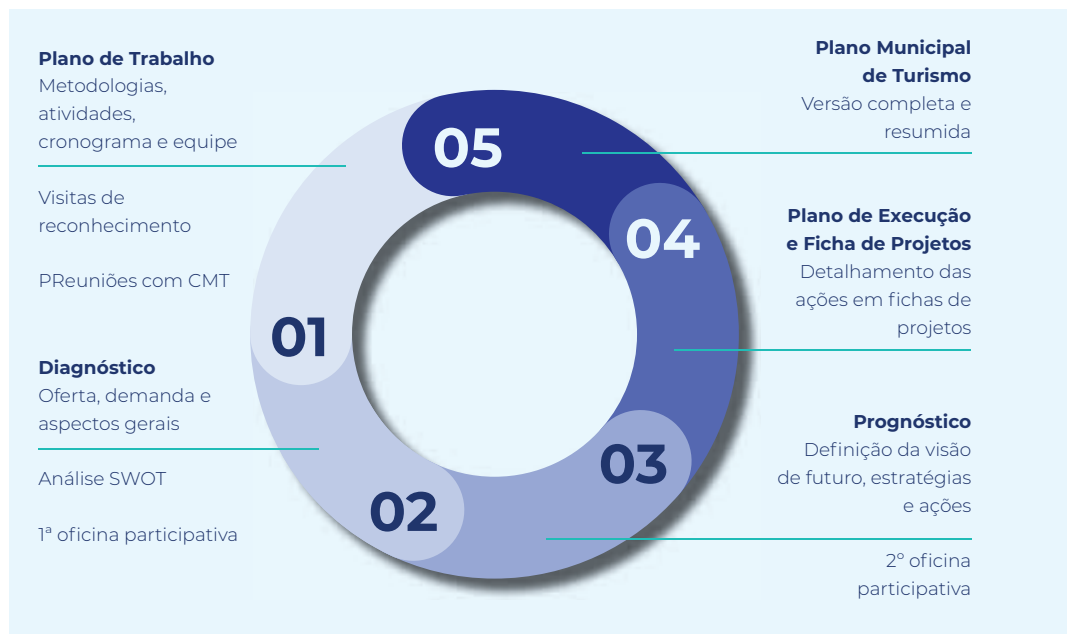 Plano de Trabalho
Metodologias,
atividades,
cronograma e equipe
Visitas de
reconhecimento
PReuniões com CMT
01
Diagnóstico
Oferta, demanda e
aspectos gerais
Análise SWOT
1ª oficina participativa
02
03
Prognóstico
Definição da visão
de futuro, estratégias
e ações
2º oficina
participativa
04
Plano de Execução
e Ficha de Projetos
Detalhamento das
ações em fichas de
projetos
05
Plano Municipal
de Turismo
Versão completa e
resumida